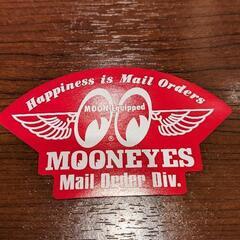 Happiness is Mail Orders
MOON Equipped
MOONEYES
Mail Order Div.